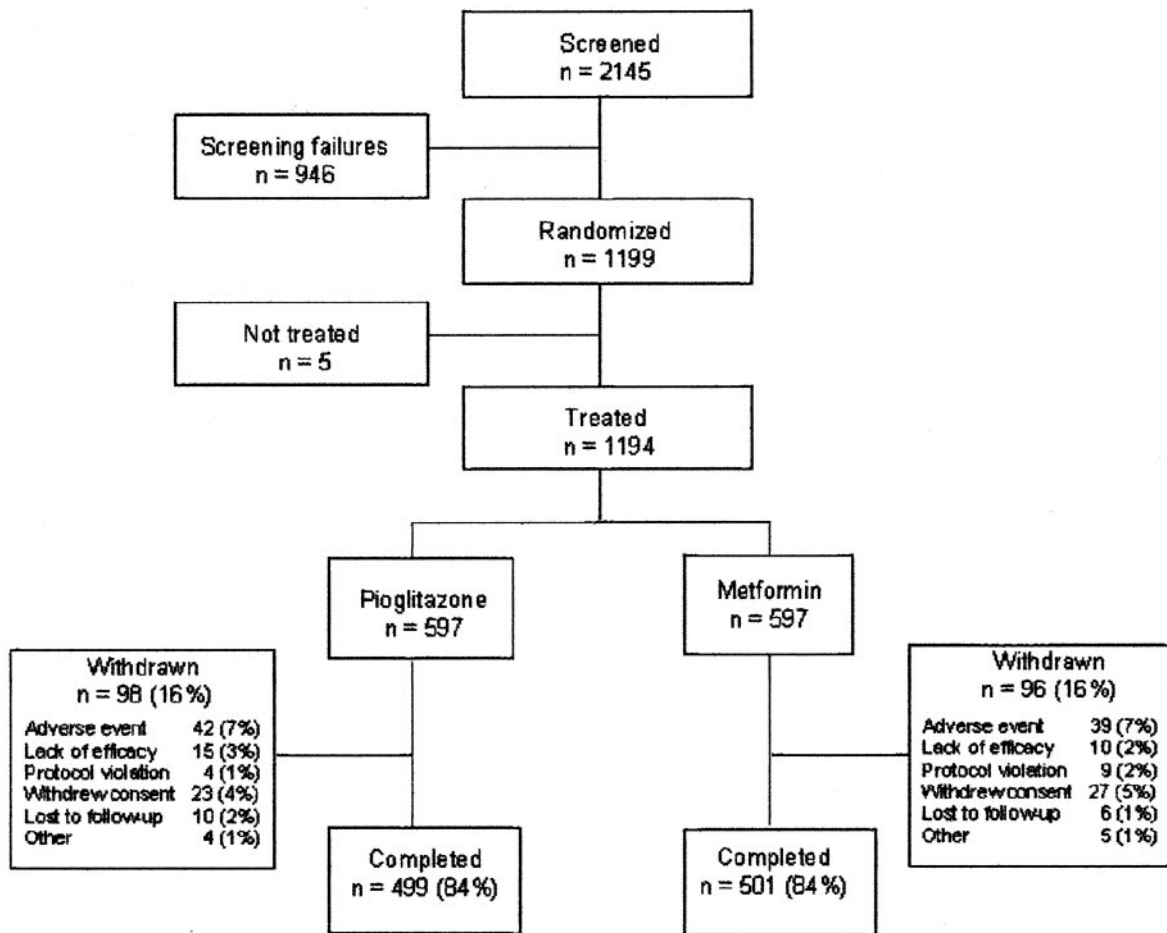 Screened
n = 2145
Screening failures
n = 946
Randomized
n = 1199
Not treated
n = 5
Treated
n = 1194
Pioglitazone
n = 597
Metformin
n = 597
Withdrawn
n = 98 (16%)
Adverse event 42 (7%)
Lack of efficacy 15 (3%)
Protocol violation 4 (1%)
Withdrew consent 23 (4%)
Lost to follow-up 10 (2%)
Other 4 (1%)
Withdrawn
n = 96 (16%)
Adverse event 39 (7%)
Lack of efficacy 10 (2%)
Protocol violation 9 (2%)
Withdrew consent 27 (5%)
Lost to follow-up 6 (1%)
Other 5 (1%)
Completed
n = 499 (84%)
Completed
n = 501 (84%)